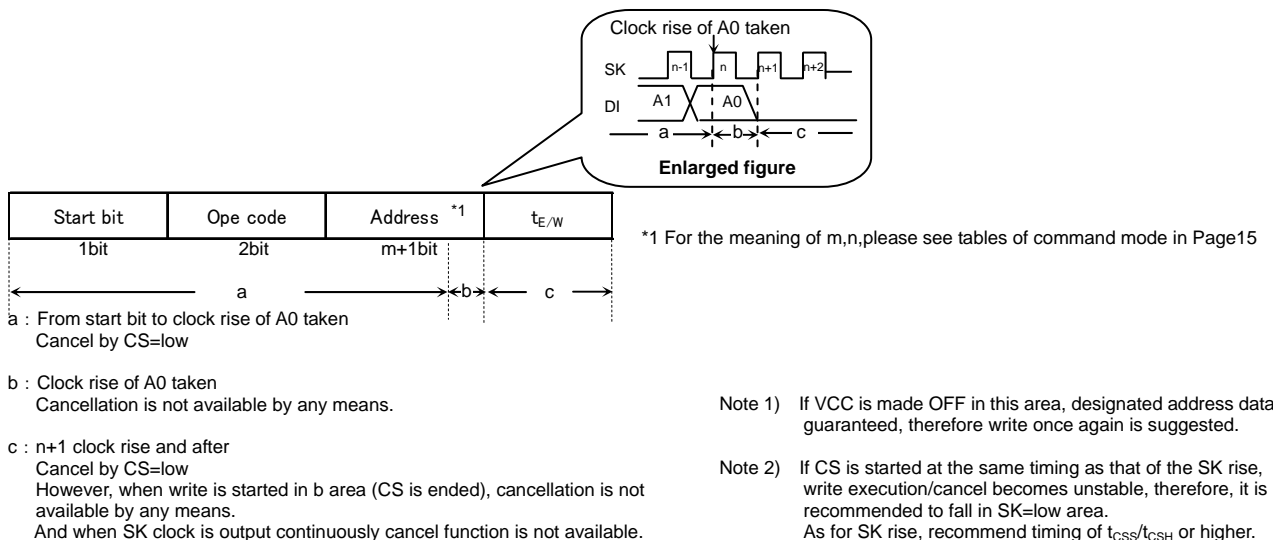 Clock rise of A0 taken
SK
n-1
n
n+1
n+2
DI
A1
A0
a
b
c
Enlarged figure
Start bit
Ope code
Address *1
tE/W
1bit
2bit
m+1bit
*1 For the meaning of m,n,please see tables of command mode in Page15
a
b
c
a : From start bit to clock rise of A0 taken
Cancel by CS=low
b : Clock rise of A0 taken
Cancellation is not available by any means.
c : n+1 clock rise and after
Cancel by CS=low
However, when write is started in b area (CS is ended), cancellation is not
available by any means.
And when SK clock is output continuously cancel function is not available.
Note 1) If VCC is made OFF in this area, designated address data
guaranteed, therefore write once again is suggested.
Note 2) If CS is started at the same timing as that of the SK rise,
write execution/cancel becomes unstable, therefore, it is
recommended to fall in SK=low area.
As for SK rise, recommend timing of tCSS/tCSH or higher.